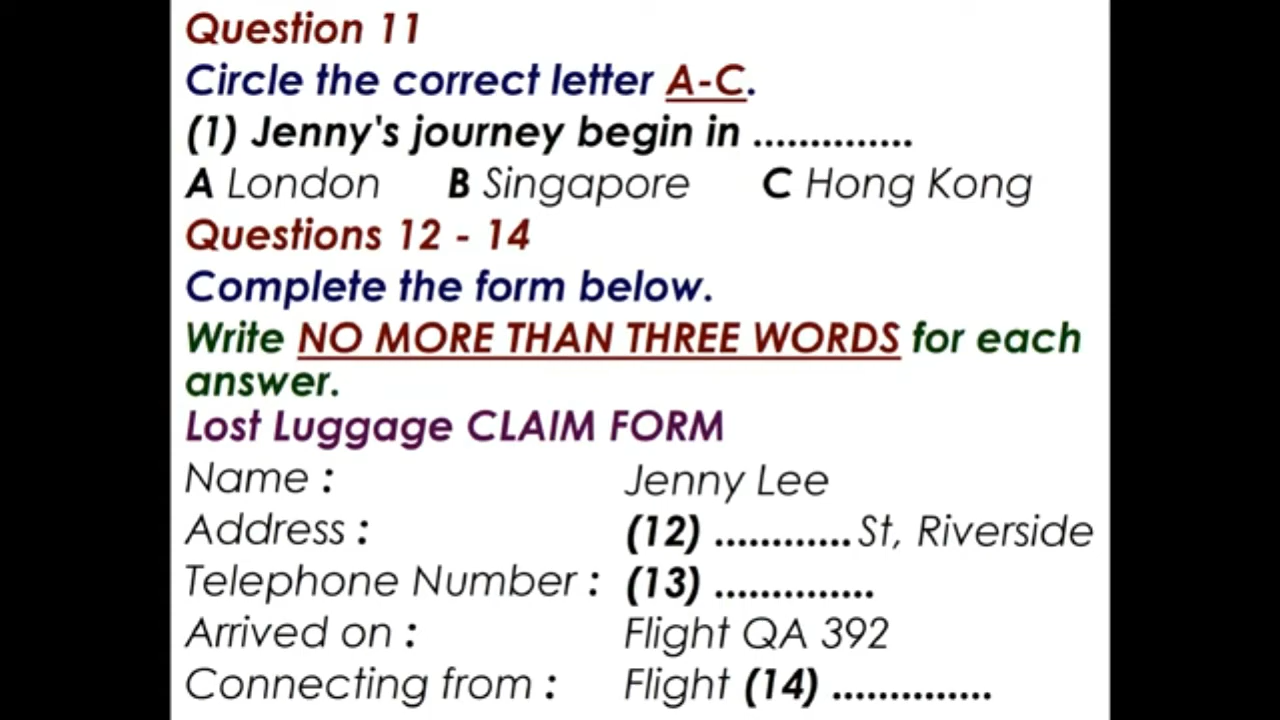 Question 11
Circle the correct letter A-C.
(1) Jenny's journey begin in ..............
A London B Singapore C Hong Kong
Questions 12 - 14
Complete the form below.
Write NO MORE THAN THREE WORDS for each
answer.
Lost Luggage CLAIM FORM
Name : Jenny Lee
Address : (12) ............ St, Riverside
Telephone Number : (13) ..............
Arrived on : Flight QA 392
Connecting from : Flight (14) ..............